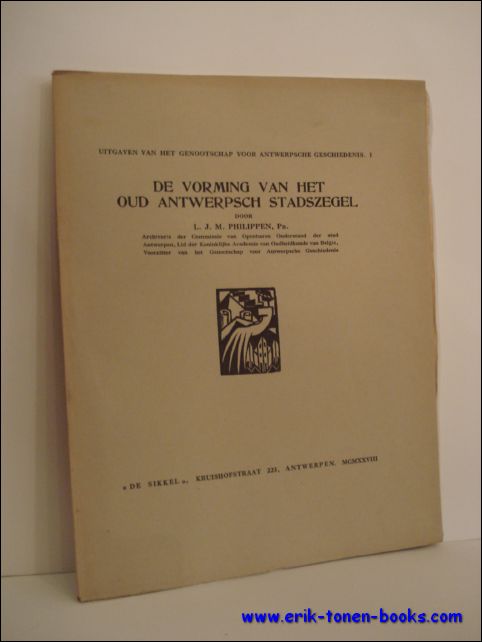 UITGAVEN VAN HET GENOOTSCHAP VOOR ANTWERPSCHE GESCHIEDENIS. I
DE VORMING VAN HET
OUD ANTWERPSCH STADSZEGEL
DOOR
L. J. M. PHILIPPEN, Pr.
Archivaris der Commissie van Openbaren Onderstand der stad
Antwerpen, Lid der Koninklijke Academie van Oudheidkunde van België,
Voorzitter van het Genootschap voor Antwerpsche Geschiedenis
« DE SIKKEL », KRUISHOFSTRAAT 223, ANTWERPEN. MCMXXVIII
www.erik-tonen-books.com